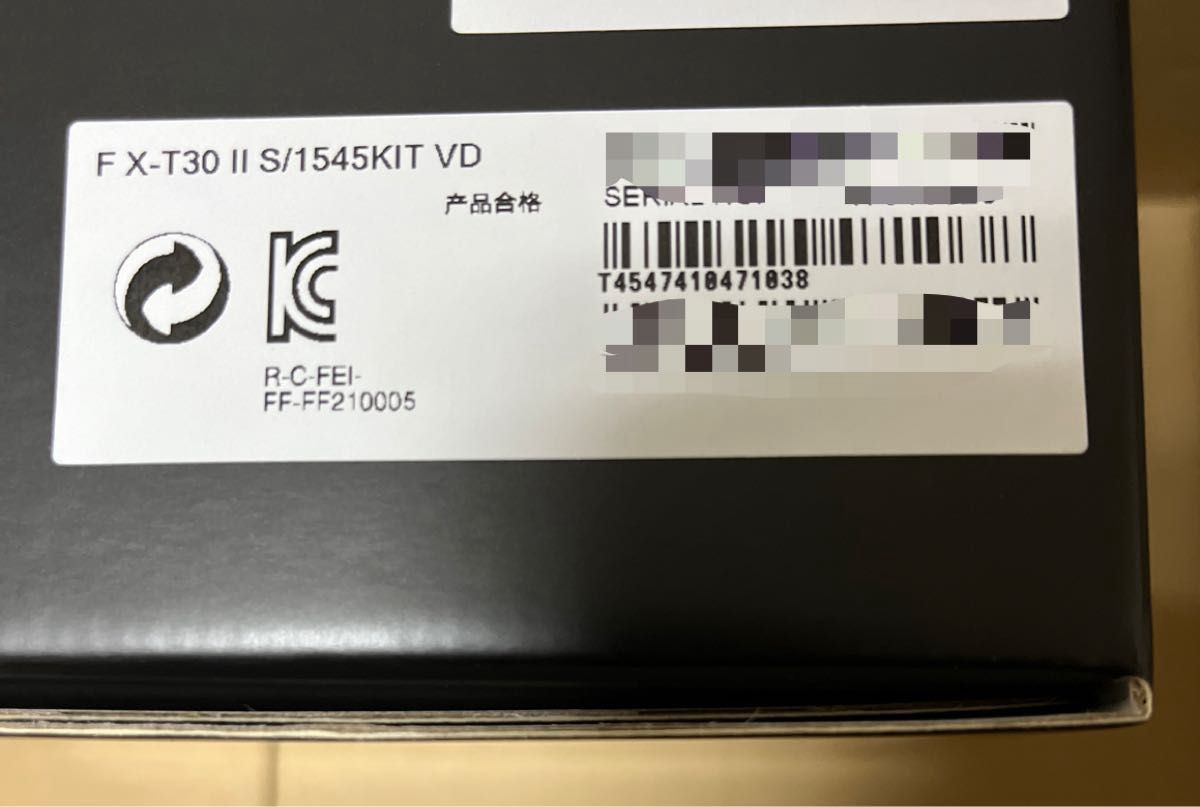 F X-T30 II S/1545KIT VD
产品合格
R-C-FEI-
FF-FF210005
T4547410471038